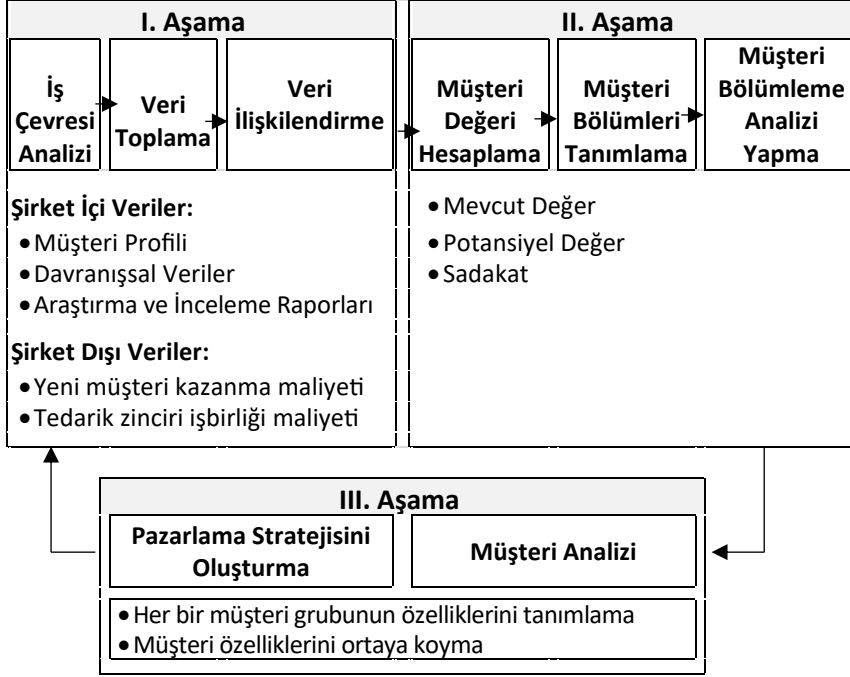 I. Aşama
İş
Çevresi
Analizi
Veri
Toplama
Veri
İlişkilendirme
Şirket İçi Veriler:
•Müşteri Profili
•Davranışsal Veriler
•Araştırma ve İnceleme Raporları
Şirket Dışı Veriler:
•Yeni müşteri kazanma maliyeti
•Tedarik zinciri işbirliği maliyeti
II. Aşama
Müşteri
Değeri
Hesaplama
Müşteri
Bölümleri
Tanımlama
Müşteri
Bölümleme
Analizi
Yapma
•Mevcut Değer
•Potansiyel Değer
•Sadakat
III. Aşama
Pazarlama Stratejisini
Oluşturma
Müşteri Analizi
•Her bir müşteri grubunun özelliklerini tanımlama
•Müşteri özelliklerini ortaya koyma